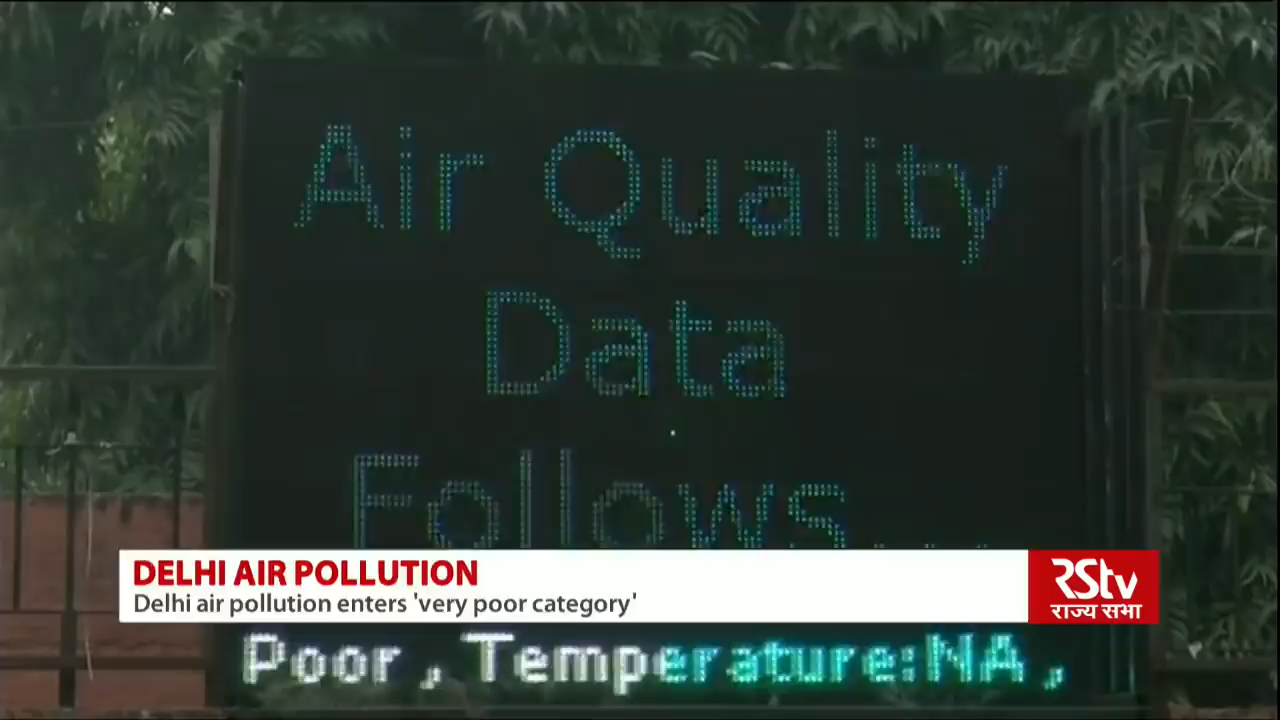 Air Quality
Data
Follows...
DELHI AIR POLLUTION
Delhi air pollution enters 'very poor category'
RStv
राज्य सभा
Poor, Temperature:NA,